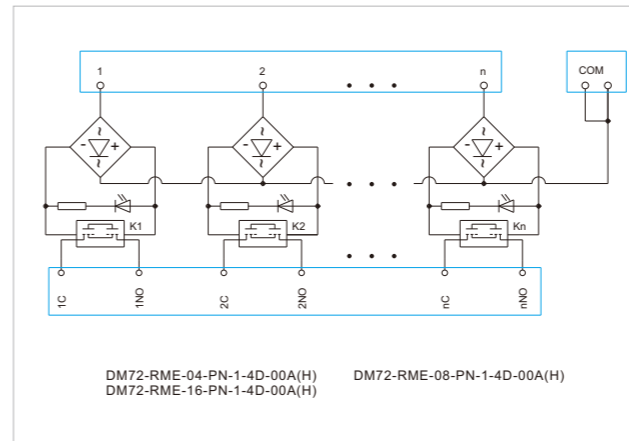 1 2 n COM
~ ~ ~
- + - + - +
~ ~ ~
K1 K2 Kn
1C 1NO 2C 2NO nC nNO
DM72-RME-04-PN-1-4D-00A(H) DM72-RME-08-PN-1-4D-00A(H)
DM72-RME-16-PN-1-4D-00A(H)